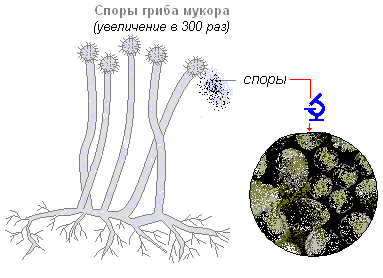 Споры гриба мукора
(увеличение в 300 раз)
споры